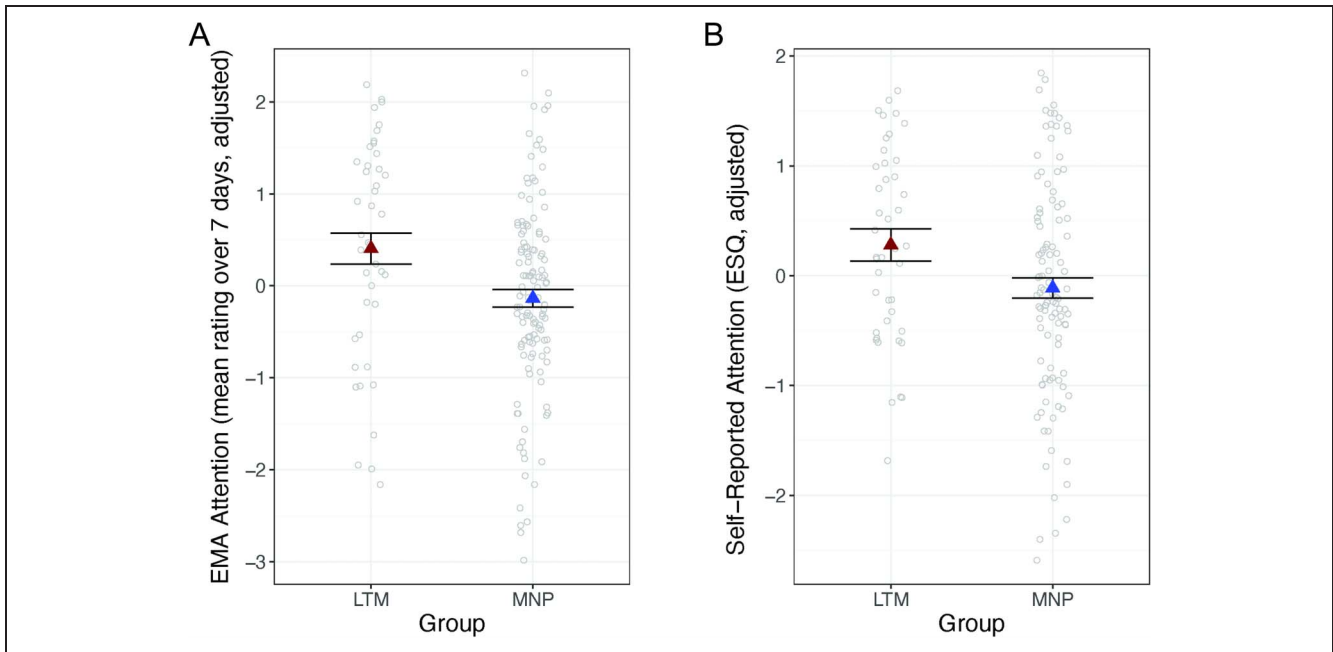 A
EMA Attention (mean rating over 7 days, adjusted)
2
1
0
−1
−2
−3
LTM
MNP
Group
B
Self−Reported Attention (ESQ, adjusted)
2
1
0
−1
−2
LTM
MNP
Group